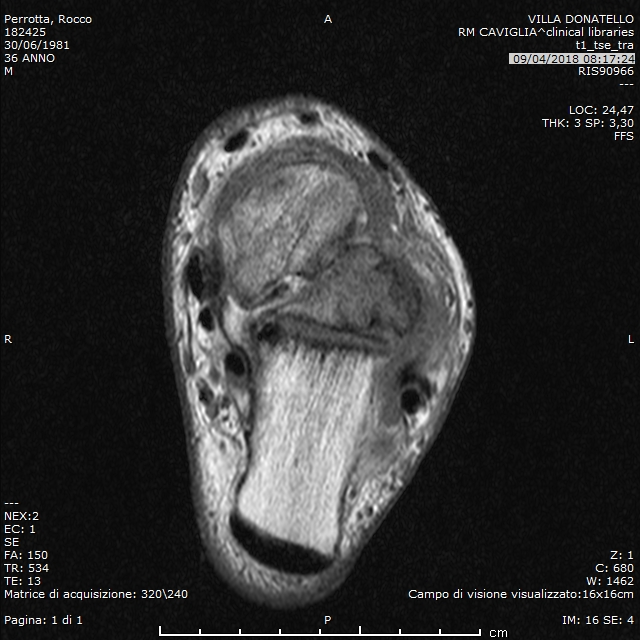 Perrotta, Rocco
182425
30/06/1981
36 ANNO
M
A
VILLA DONATELLO
RM CAVIGLIA^clinical libraries
t1_tse_tra
09/04/2018 08:17:24
RIS90966
---
LOC: 24,47
THK: 3 SP: 3,30
FFS
R
L
---
NEX:2
EC: 1
SE
FA: 150
TR: 534
TE: 13
Matrice di acquisizione: 320\240
Pagina: 1 di 1
P
cm
Z: 1
C: 680
W: 1462
Campo di visione visualizzato:16x16cm
IM: 16 SE: 4